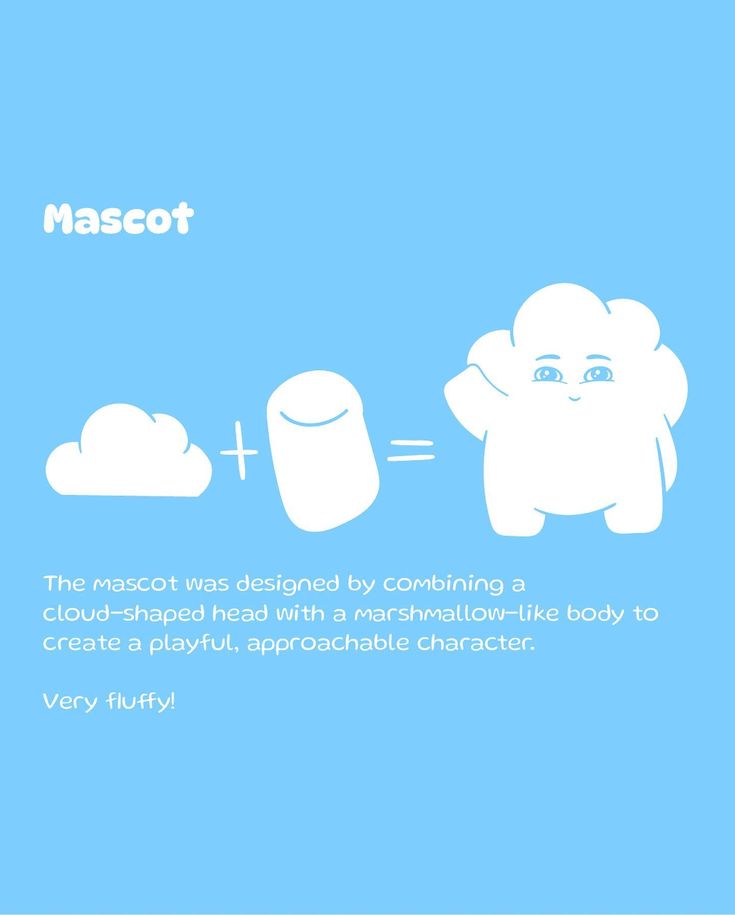 Mascot
+ =
The mascot was designed by combining a
cloud-shaped head with a marshmallow-like body to
create a playful, approachable character.
Very fluffy!